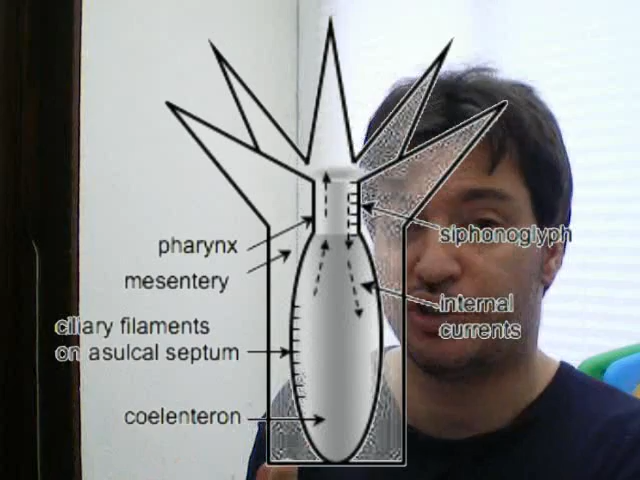 pharynx
siphonoglyph
mesentery
internal
currents
ciliary filaments
on asulcal septum
coelenteron